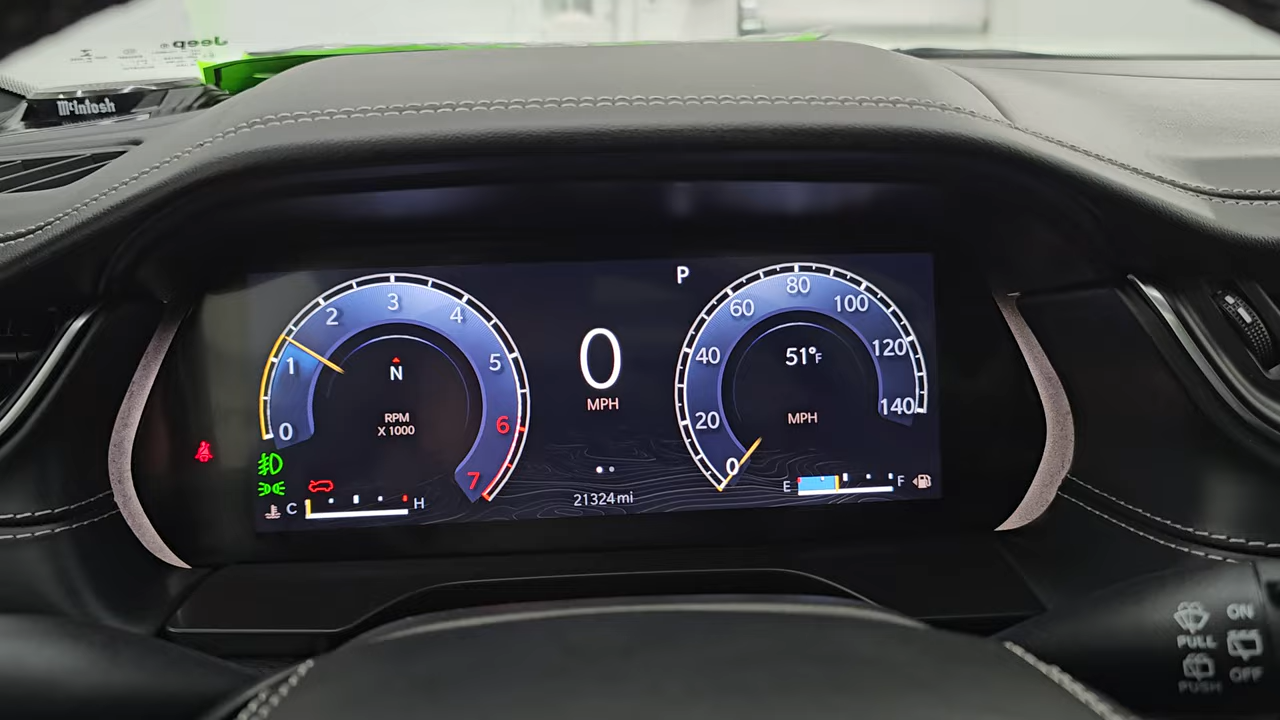 Jeep®
McIntosh
P
0
1
2
3
4
5
6
7
N
RPM
X 1000
0
MPH
21324 mi
0
20
40
60
80
100
120
140
51°F
MPH
C H
E F
ON
PULL
OFF
PUSH